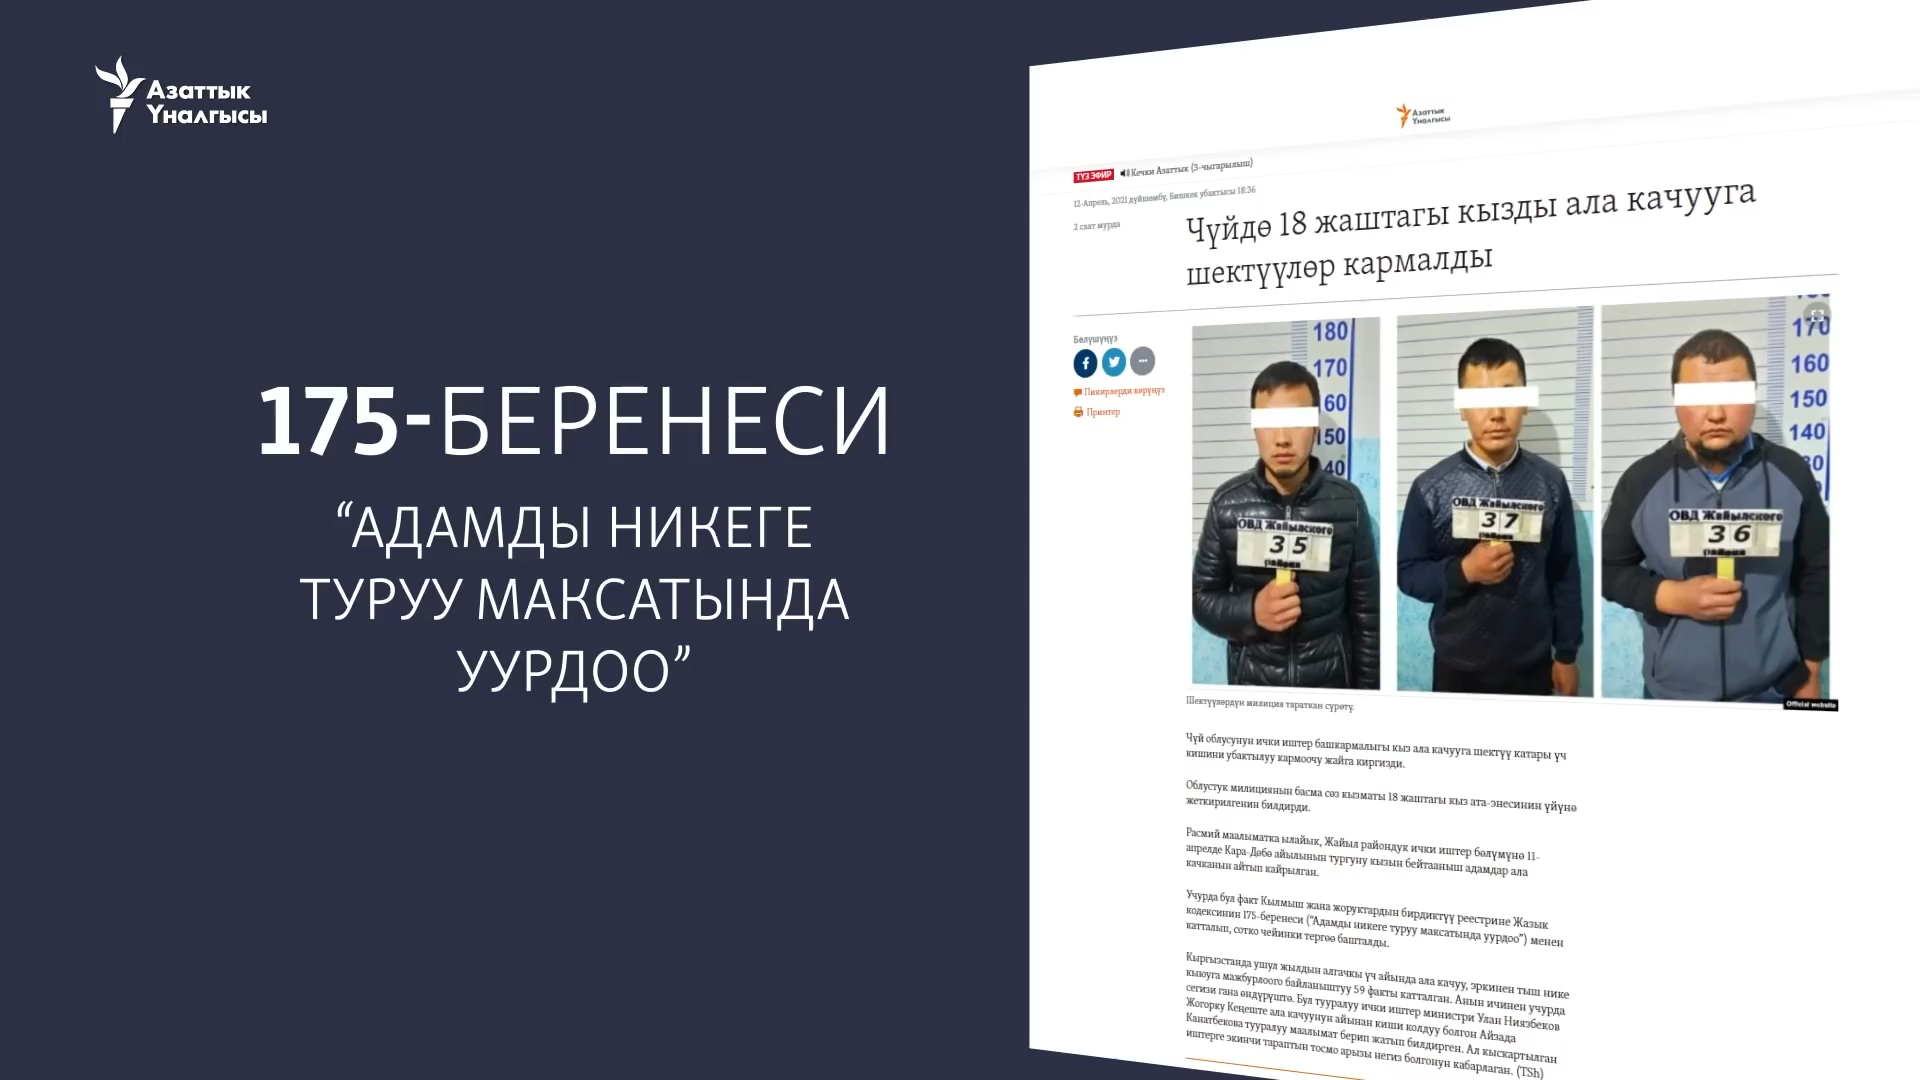 Азаттык
Үналгысы
175-БЕРЕНЕСИ
“АДАМДЫ НИКЕГЕ
ТУРУУ МАКСАТЫНДА
УУРДОО”
Азаттык
Үналгысы
ТҮЗ ЭФИР Кечки Азаттык (3-чыгарылыш)
12-Апрель, 2021 дүйшөмбү, Бишкек убактысы 18:36
2 саат мурда
Чүйдө 18 жаштагы кызды ала качууга
шектүүлөр кармалды
Бөлүшүңүз
Пикирлерди көрүңүз
Принтер
180
170
60
50
40
ОВД Жайылского
35
района
ОВД Жайылского
37
района
170
160
150
140
30
ОВД Жайылского
36
района
Official website
Шектүүлөрдүн милиция тараткан сүрөтү.
Чүй облусунун ички иштер башкармалыгы кыз ала качууга шектүү катары үч
кишини убактылуу кармоочу жайга киргизди.
Облустук милициянын басма сөз кызматы 18 жаштагы кыз ата-энесинин үйүнө
жеткирилгенин билдирди.
Расмий маалыматка ылайык, Жайыл райондук ички иштер бөлүмүнө 11-
апрелде Кара-Дөбө айылынын тургуну кызын бейтааныш адамдар ала
качканын айтып кайрылган.
Учурда бул факт Кылмыш жана жоруктардын бирдиктүү реестрине Жазык
кодексинин 175-беренеси ("Адамды никеге туруу максатында уурдоо") менен
катталып, сотко чейинки тергөө башталды.
Кыргызстанда ушул жылдын алгачкы үч айында ала качуу, эркинен тыш нике
кыюуга мажбурлоого байланыштуу 59 факты катталган. Анын ичинен учурда
сегизи гана өндүрүштө. Бул тууралуу ички иштер министри Улан Ниязбеков
Жогорку Кеңеште ала качуунун айынан киши колдуу болгон Айзада
Канатбекова тууралуу маалымат берип жатып билдирген. Ал кыскартылган
иштерге экинчи тараптын тосмо арызы негиз болгонун кабарлаган. (TSh)